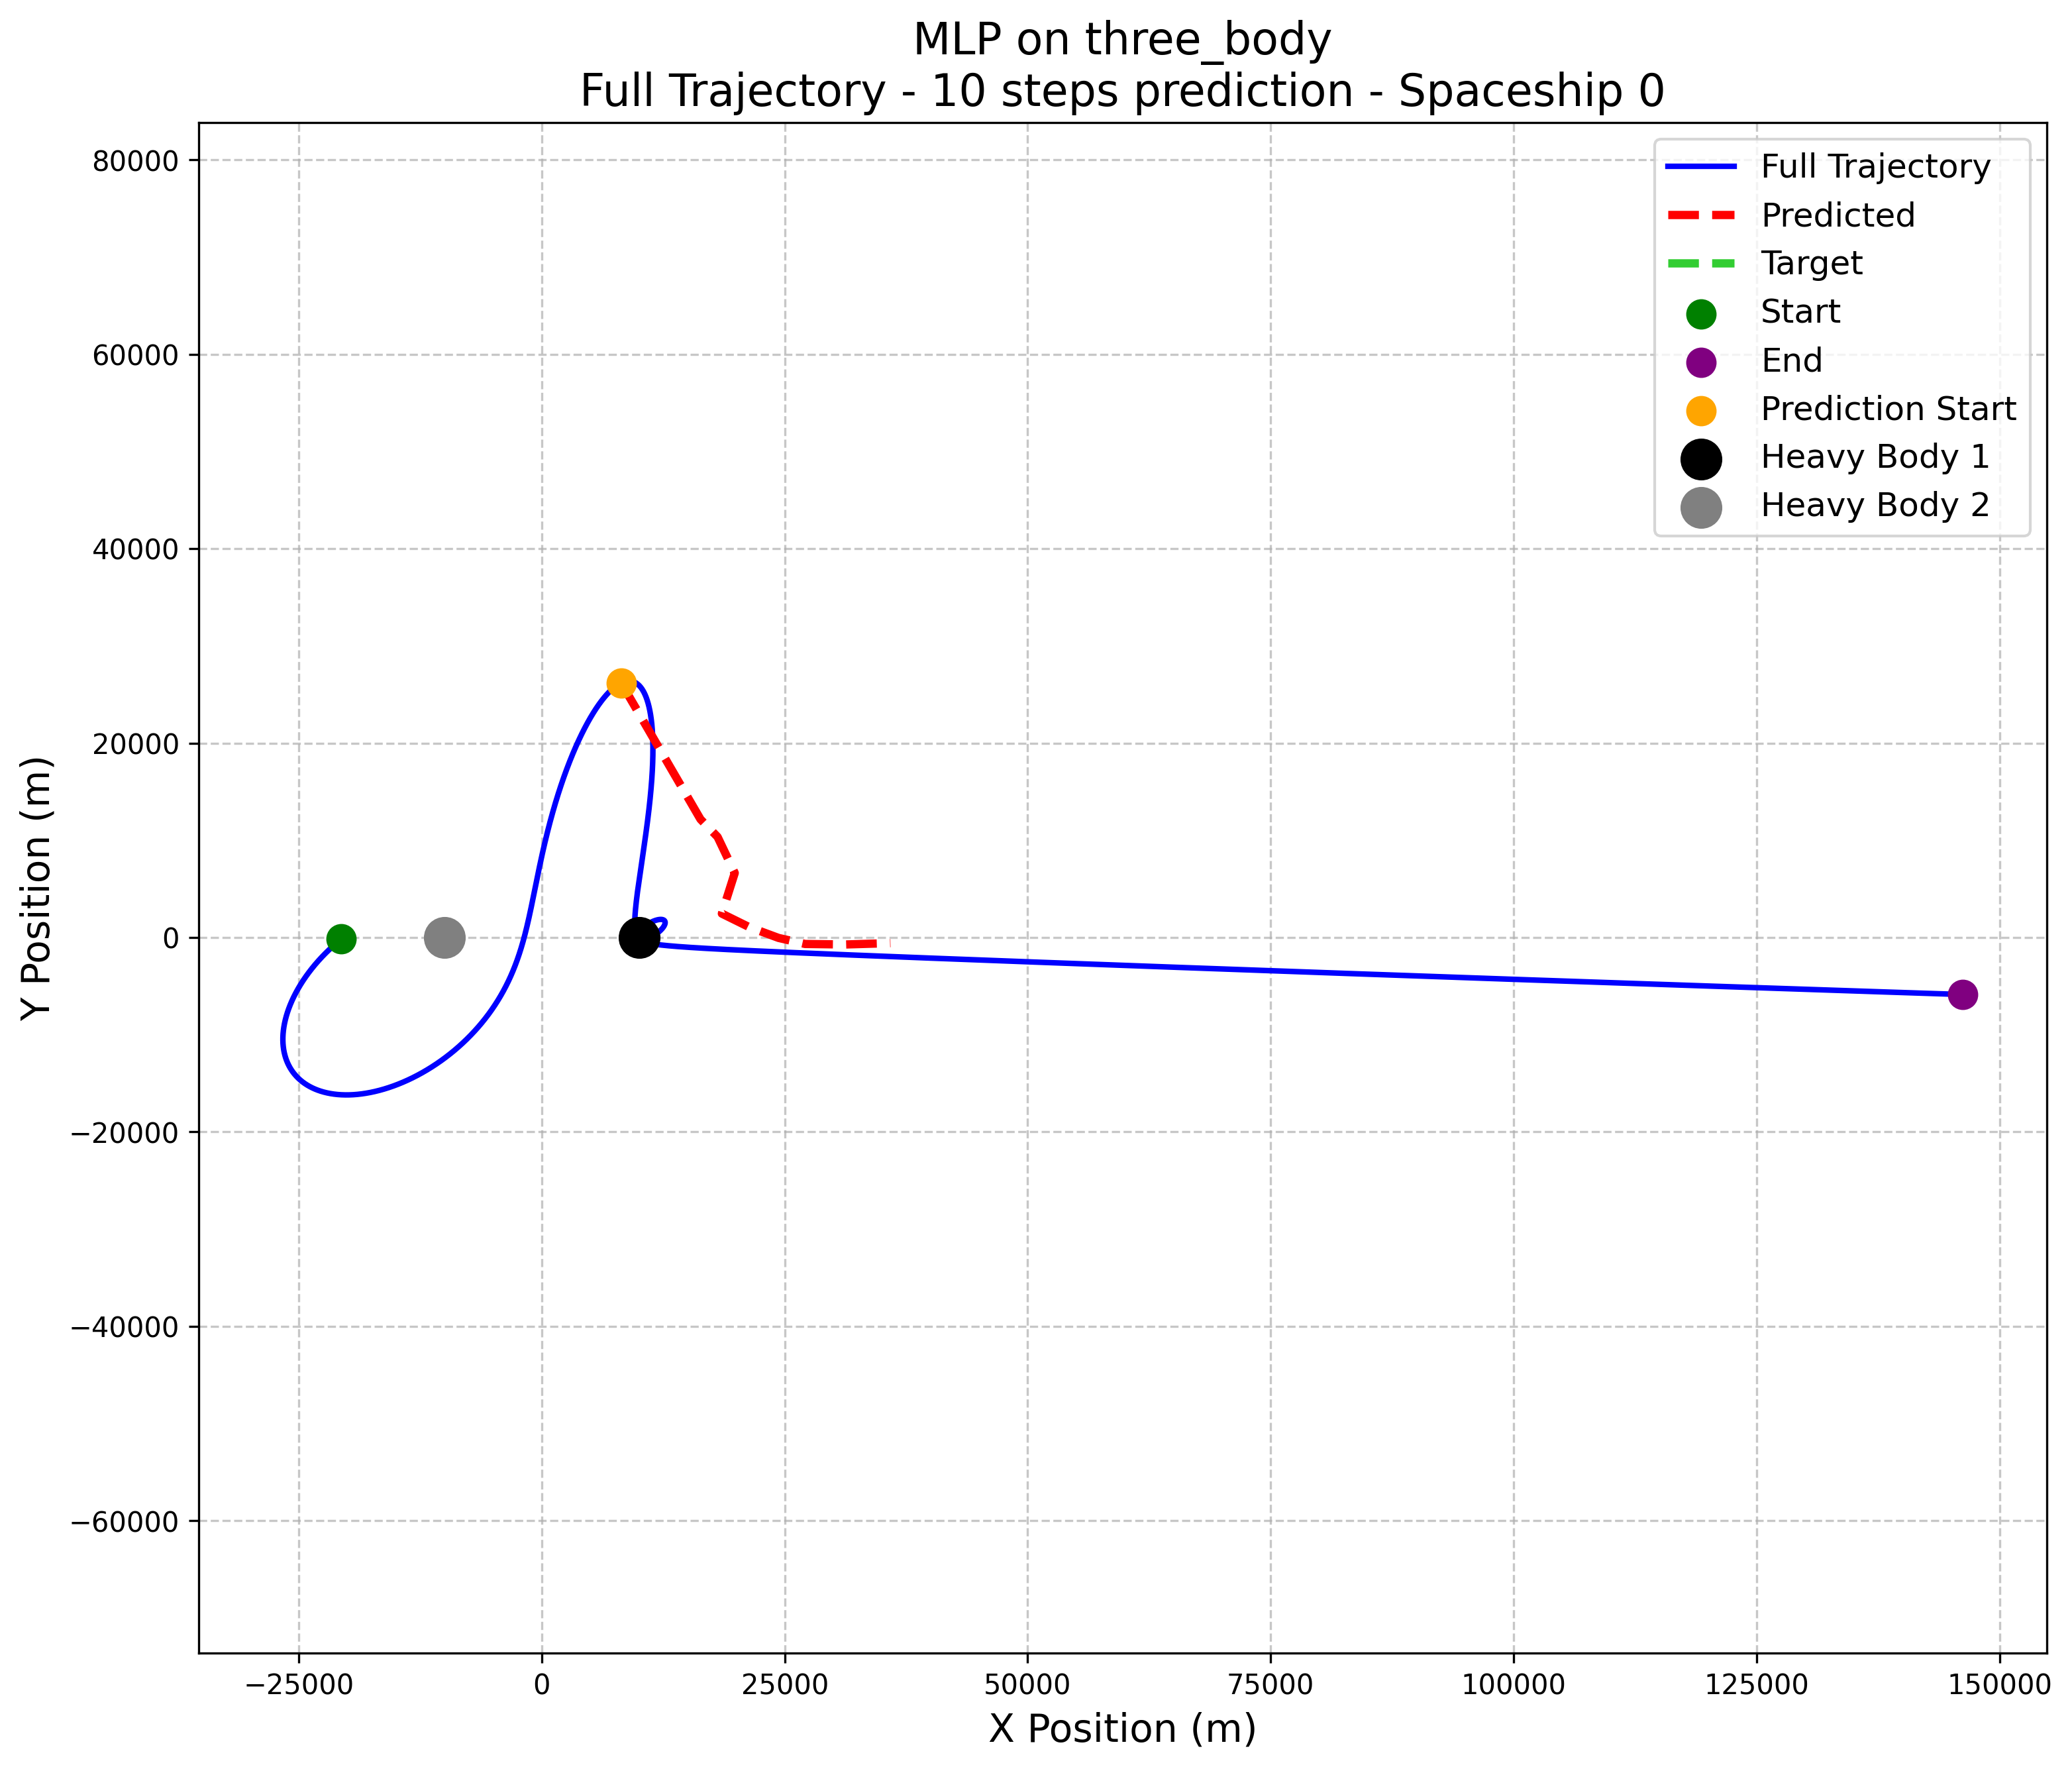 MLP on three_body
Full Trajectory - 10 steps prediction - Spaceship 0
80000
60000
40000
20000
0
−20000
−40000
−60000
Y Position (m)
Full Trajectory
Predicted
Target
Start
End
Prediction Start
Heavy Body 1
Heavy Body 2
−25000
0
25000
50000
75000
100000
125000
150000
X Position (m)